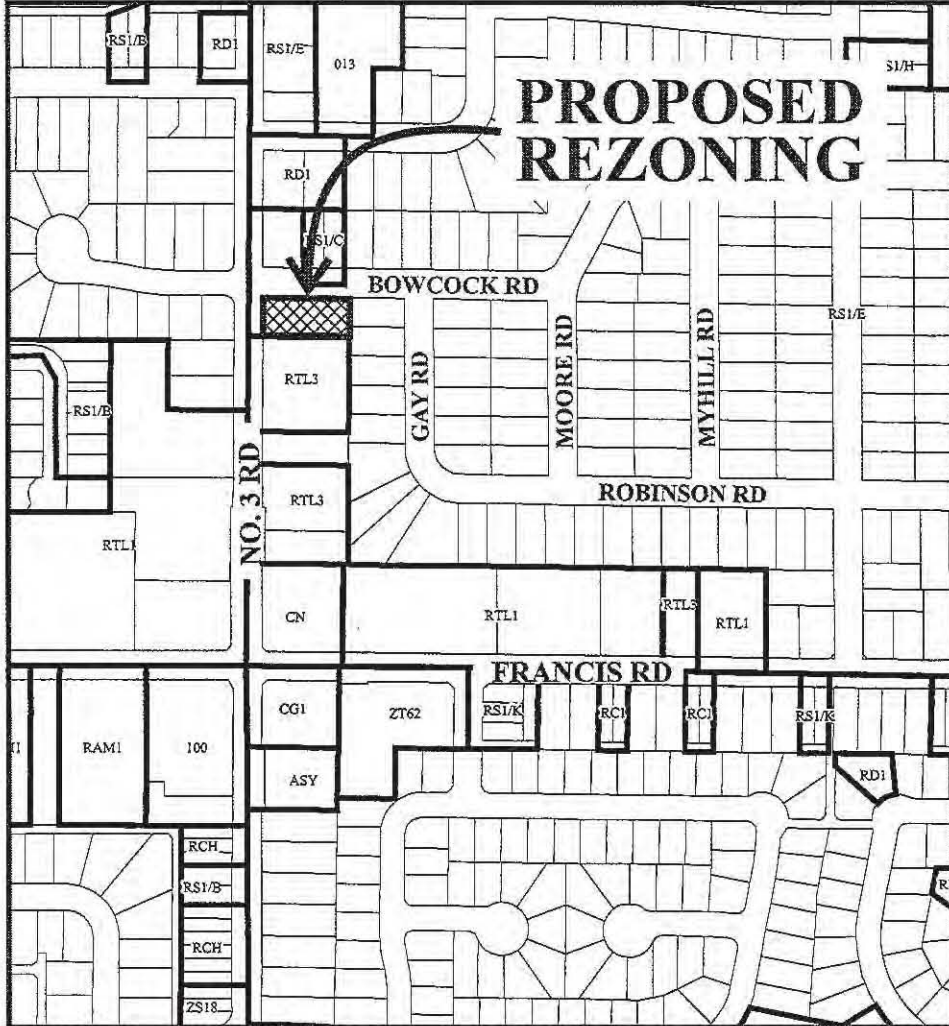 RS1/B
RD1
RS1/E
013
S1/H
PROPOSED
REZONING
RD1
RS1/C
BOWCOCK RD
RS1/E
GAY RD
MOORE RD
MYHILL RD
RTL3
RS1/B
NO. 3 RD
RTL3
ROBINSON RD
RTL1
CN
RTL1
RTL3
RTL1
FRANCIS RD
CG1
ZT62
RS1/K
RC1
RC1
RS1/K
RAM1
100
ASY
RD1
RCH
RS1/B
R
RCH
ZS18